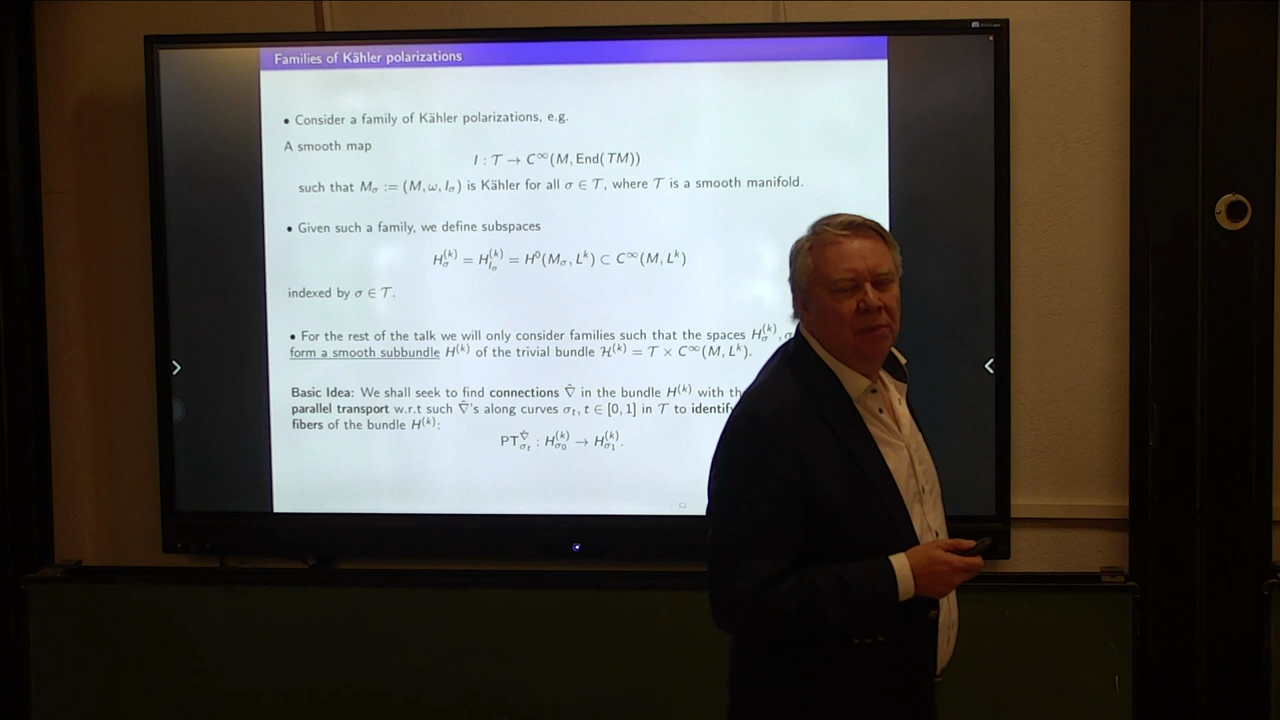 Families of Kähler polarizations
• Consider a family of Kähler polarizations, e.g.
A smooth map
I : 𝒯 → C^∞(M, End(TM))
such that M_σ := (M, ω, I_σ) is Kähler for all σ ∈ 𝒯, where 𝒯 is a smooth manifold.
• Given such a family, we define subspaces
H_σ^{(k)} = H_{I_σ}^{(k)} = H^0(M_σ, L^k) ⊂ C^∞(M, L^k)
indexed by σ ∈ 𝒯.
• For the rest of the talk we will only consider families such that the spaces H_σ^{(k)}, σ
form a smooth subbundle H^{(k)} of the trivial bundle ℋ^{(k)} = 𝒯 × C^∞(M, L^k).
Basic Idea: We shall seek to find connections ∇̂ in the bundle H^{(k)} with
parallel transport w.r.t such ∇̂'s along curves σ_t, t ∈ [0, 1] in 𝒯 to identify
fibers of the bundle H^{(k)}:
PT_{σ_t}^{∇̂} : H_{σ_0}^{(k)} → H_{σ_1}^{(k)}.